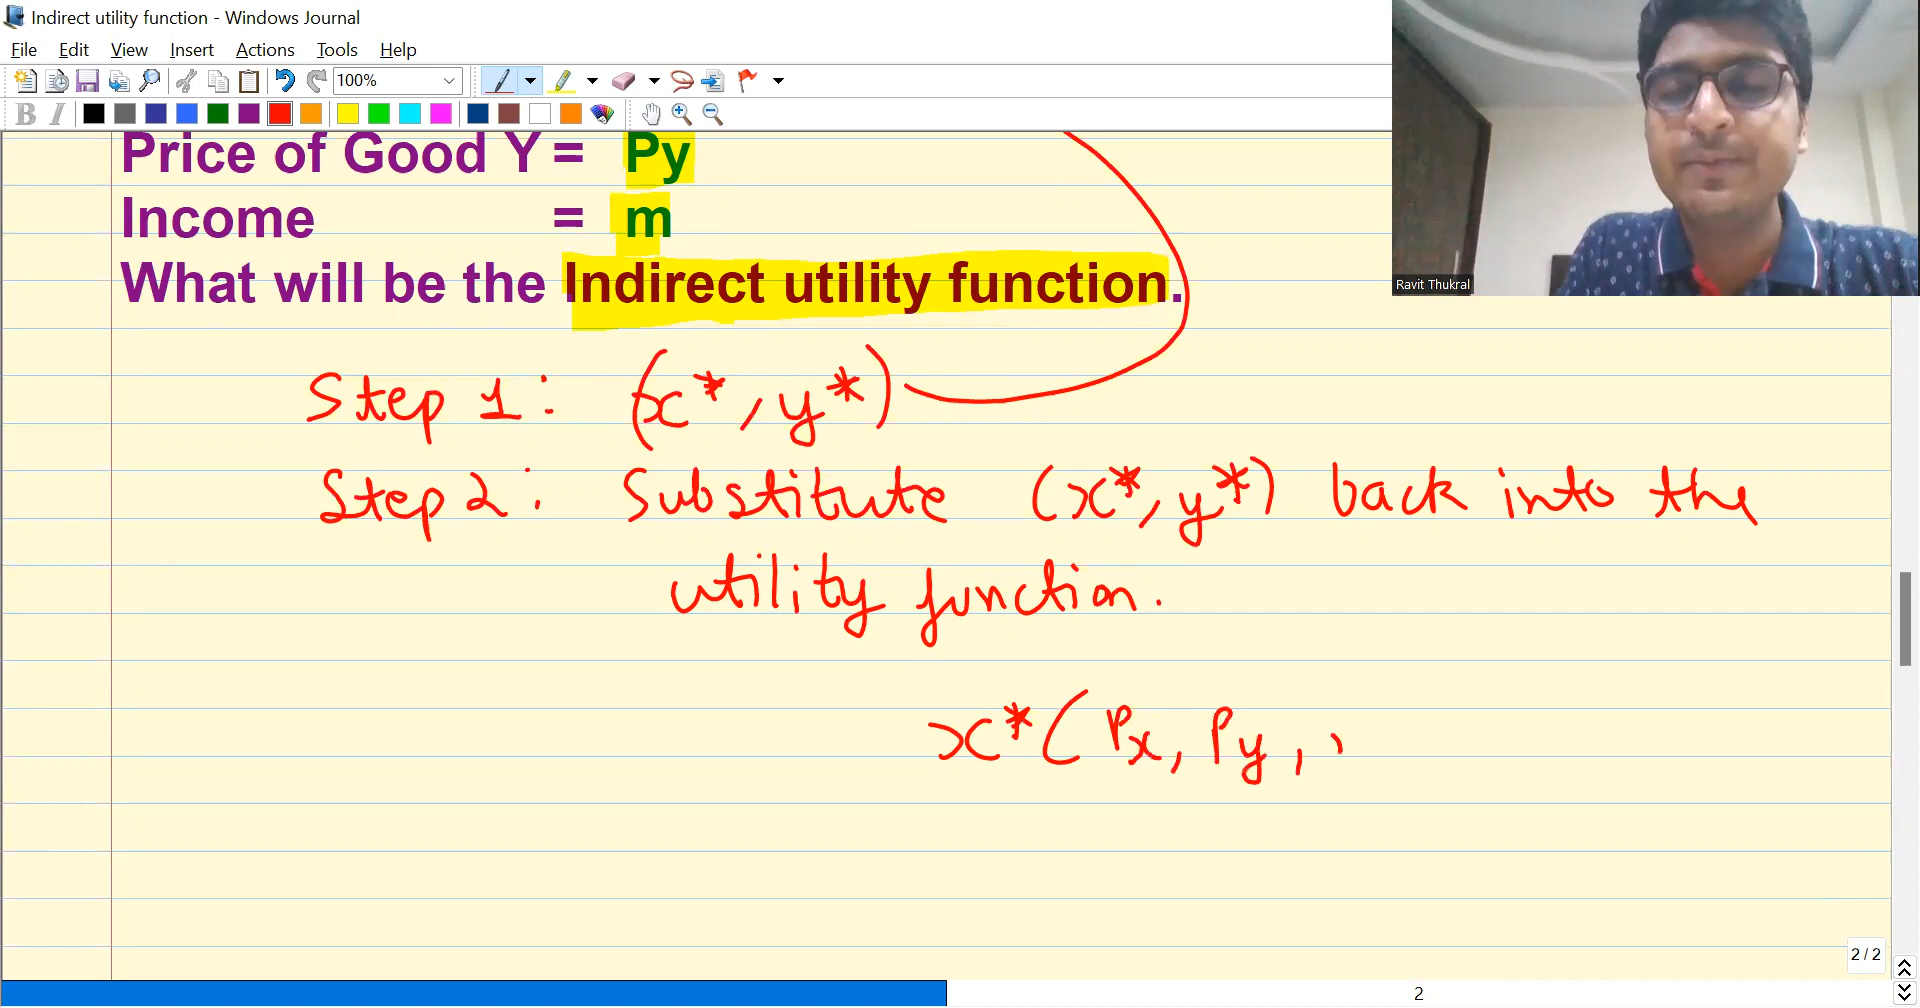 Indirect utility function - Windows Journal
File Edit View Insert Actions Tools Help
100%
B I
Price of Good Y = Py
Income = m
What will be the Indirect utility function.
Ravit Thukral
Step 1: (x*, y*)
Step 2: Substitute (x*, y*) back into the
utility function.
x*(Px, Py,
2 / 2
2